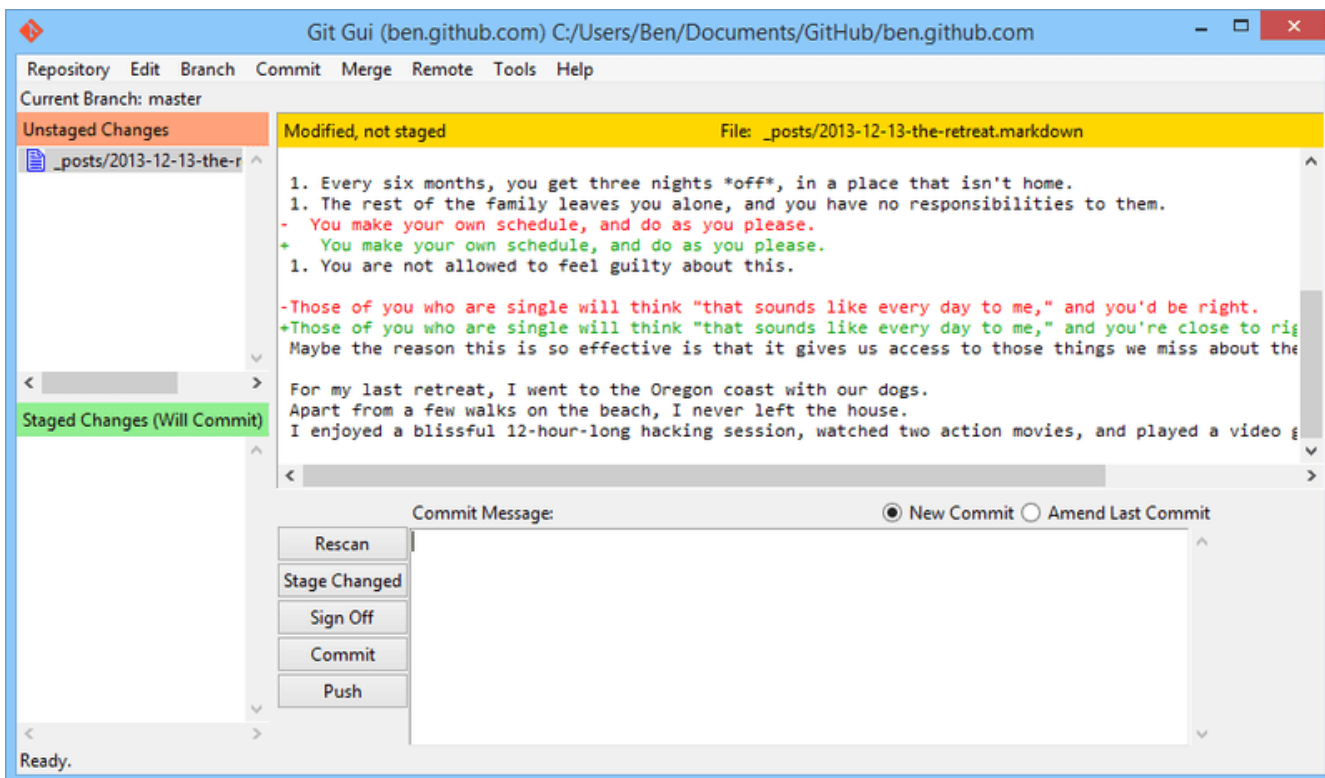 Git Gui (ben.github.com) C:/Users/Ben/Documents/GitHub/ben.github.com
Repository Edit Branch Commit Merge Remote Tools Help
Current Branch: master
Unstaged Changes
_posts/2013-12-13-the-r
Staged Changes (Will Commit)
Modified, not staged File: _posts/2013-12-13-the-retreat.markdown
1. Every six months, you get three nights *off*, in a place that isn't home.
1. The rest of the family leaves you alone, and you have no responsibilities to them.
-  You make your own schedule, and do as you please.
+   You make your own schedule, and do as you please.
1. You are not allowed to feel guilty about this.
-Those of you who are single will think "that sounds like every day to me," and you'd be right.
+Those of you who are single will think "that sounds like every day to me," and you're close to rig
Maybe the reason this is so effective is that it gives us access to those things we miss about the
For my last retreat, I went to the Oregon coast with our dogs.
Apart from a few walks on the beach, I never left the house.
I enjoyed a blissful 12-hour-long hacking session, watched two action movies, and played a video g
Commit Message: New Commit Amend Last Commit
Rescan
Stage Changed
Sign Off
Commit
Push
Ready.